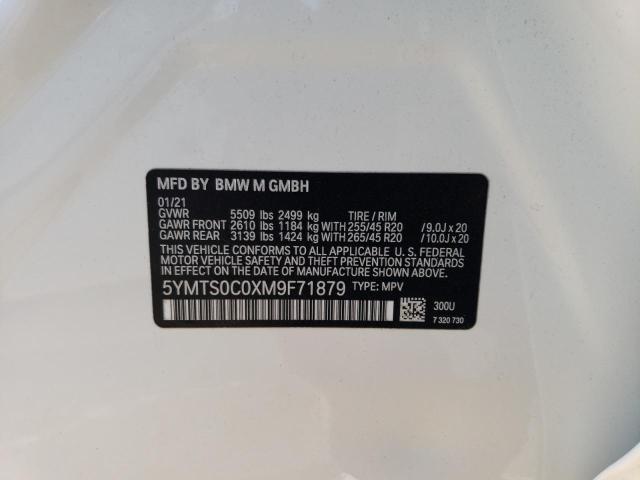 MFD BY BMW M GMBH
01/21
GVWR 5509 lbs 2499 kg TIRE / RIM
GAWR FRONT 2610 lbs 1184 kg WITH 255/45 R20 /9.0J x 20
GAWR REAR 3139 lbs 1424 kg WITH 265/45 R20 /10.0J x 20
THIS VEHICLE CONFORMS TO ALL APPLICABLE U. S. FEDERAL
MOTOR VEHICLE SAFETY AND THEFT PREVENTION STANDARDS
IN EFFECT ON THE DATE OF MANUFACTURE SHOWN ABOVE.
5YMTS0C0XM9F71879 TYPE: MPV
300U
7 320 730